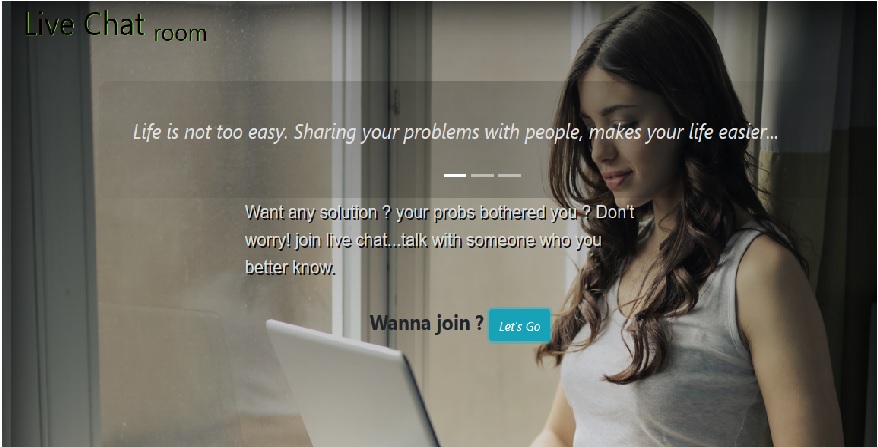 Live Chat room
Life is not too easy. Sharing your problems with people, makes your life easier...
Want any solution ? your probs bothered you ? Don't
worry! join live chat...talk with someone who you
better know.
Wanna join ? Let's Go